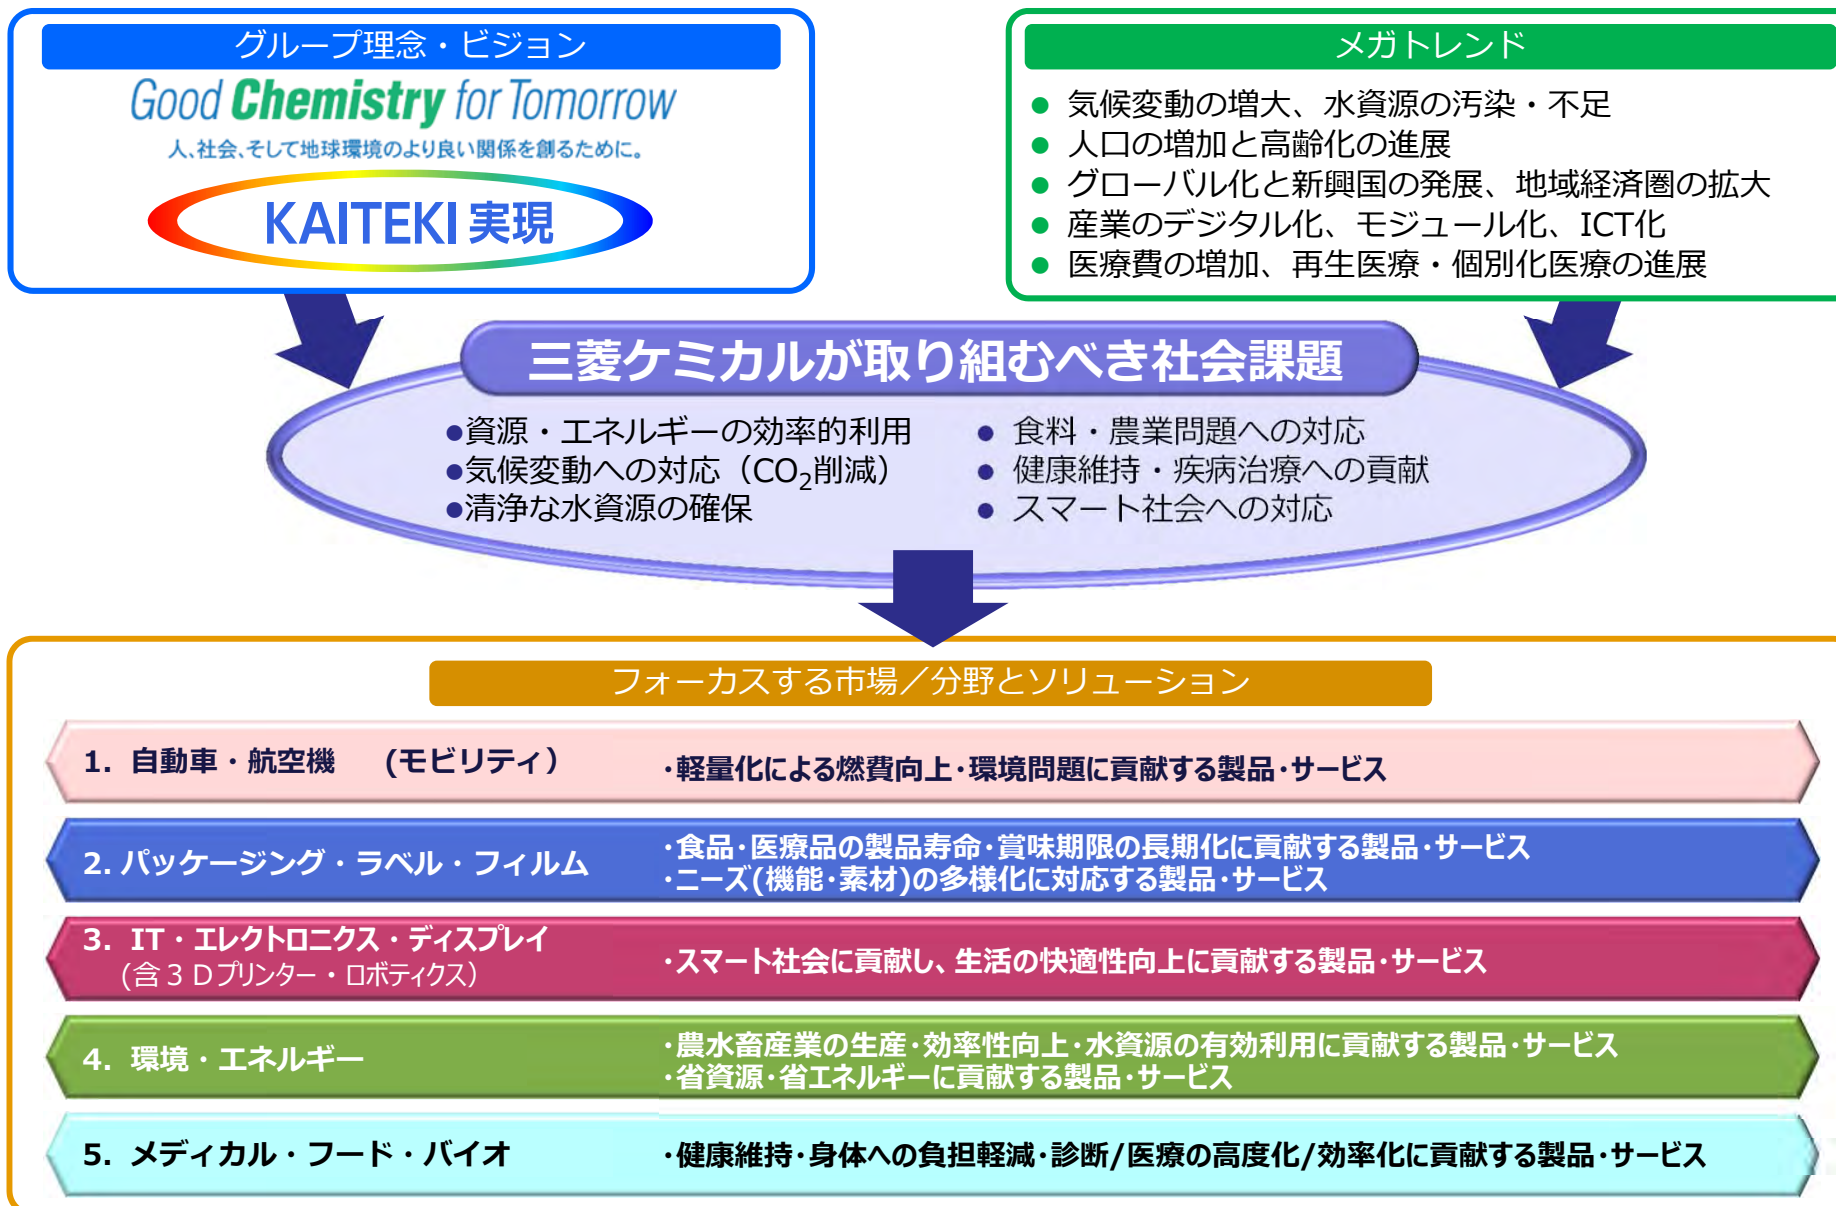 グループ理念・ビジョン
Good Chemistry for Tomorrow
人、社会、そして地球環境のより良い関係を創るために。
KAITEKI 実現
メガトレンド
● 気候変動の増大、水資源の汚染・不足
● 人口の増加と高齢化の進展
● グローバル化と新興国の発展、地域経済圏の拡大
● 産業のデジタル化、モジュール化、ICT化
● 医療費の増加、再生医療・個別化医療の進展
三菱ケミカルが取り組むべき社会課題
●資源・エネルギーの効率的利用
●気候変動への対応（CO₂削減）
●清浄な水資源の確保
● 食料・農業問題への対応
● 健康維持・疾病治療への貢献
● スマート社会への対応
フォーカスする市場／分野とソリューション
1. 自動車・航空機 (モビリティ）
・軽量化による燃費向上・環境問題に貢献する製品・サービス
2. パッケージング・ラベル・フィルム
・食品・医療品の製品寿命・賞味期限の長期化に貢献する製品・サービス
・ニーズ(機能・素材)の多様化に対応する製品・サービス
3. IT・エレクトロニクス・ディスプレイ
(含３Ｄプリンター・ロボティクス）
・スマート社会に貢献し、生活の快適性向上に貢献する製品・サービス
4. 環境・エネルギー
・農水畜産業の生産・効率性向上・水資源の有効利用に貢献する製品・サービス
・省資源・省エネルギーに貢献する製品・サービス
5. メディカル・フード・バイオ
・健康維持・身体への負担軽減・診断/医療の高度化/効率化に貢献する製品・サービス